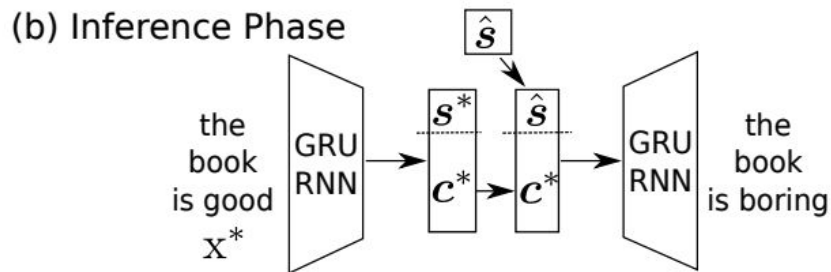 (b) Inference Phase
ŝ
the
book
is good
x*
GRU
RNN
s*
c*
ŝ
c*
GRU
RNN
the
book
is boring